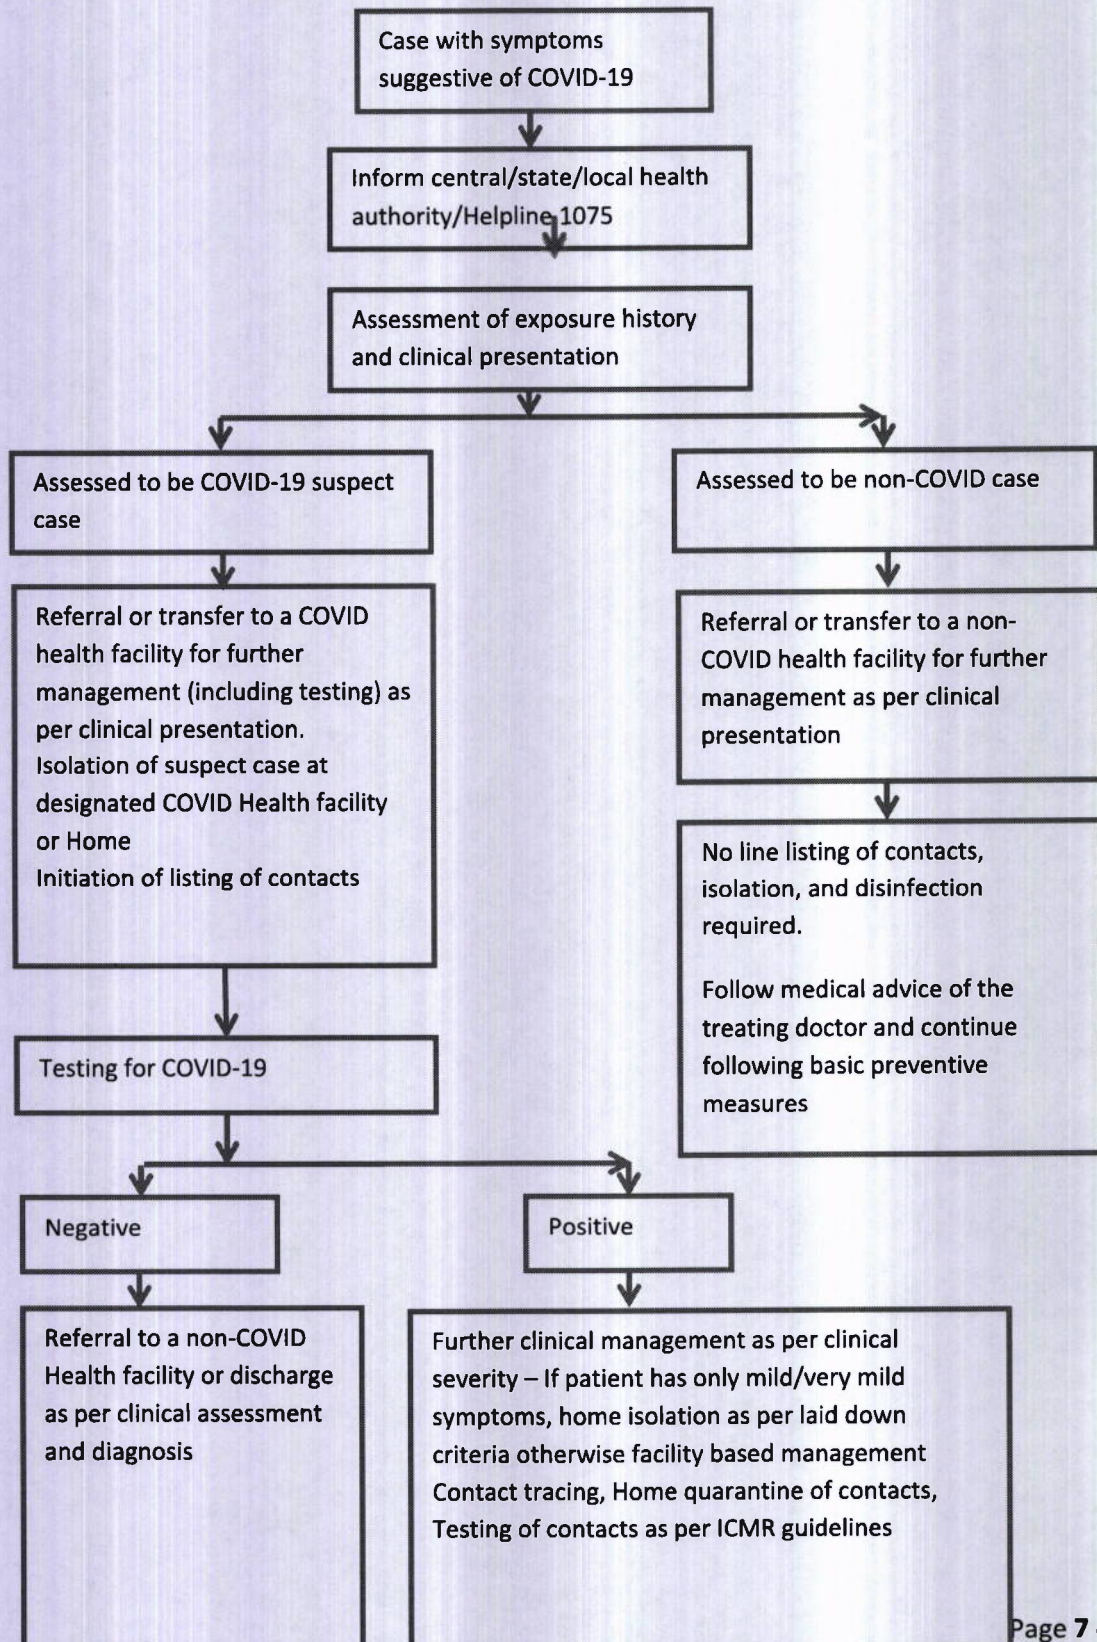 Case with symptoms
suggestive of COVID-19
Inform central/state/local health
authority/Helpline 1075
Assessment of exposure history
and clinical presentation
Assessed to be COVID-19 suspect
case
Assessed to be non-COVID case
Referral or transfer to a COVID
health facility for further
management (including testing) as
per clinical presentation.
Isolation of suspect case at
designated COVID Health facility
or Home
Initiation of listing of contacts
Referral or transfer to a non-
COVID health facility for further
management as per clinical
presentation
No line listing of contacts,
isolation, and disinfection
required.
Follow medical advice of the
treating doctor and continue
following basic preventive
measures
Testing for COVID-19
Negative
Positive
Referral to a non-COVID
Health facility or discharge
as per clinical assessment
and diagnosis
Further clinical management as per clinical
severity – If patient has only mild/very mild
symptoms, home isolation as per laid down
criteria otherwise facility based management
Contact tracing, Home quarantine of contacts,
Testing of contacts as per ICMR guidelines
Page 7